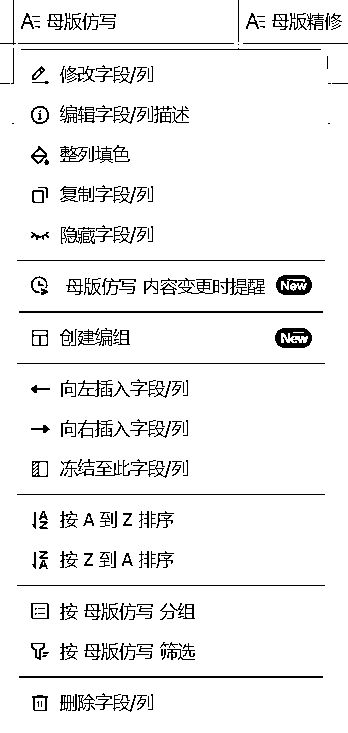 母版仿写
母版精修
修改字段/列
编辑字段/列描述
整列填色
复制字段/列
隐藏字段/列
母版仿写 内容变更时提醒 New
创建编组 New
向左插入字段/列
向右插入字段/列
冻结至此字段/列
按 A 到 Z 排序
按 Z 到 A 排序
按 母版仿写 分组
按 母版仿写 筛选
删除字段/列